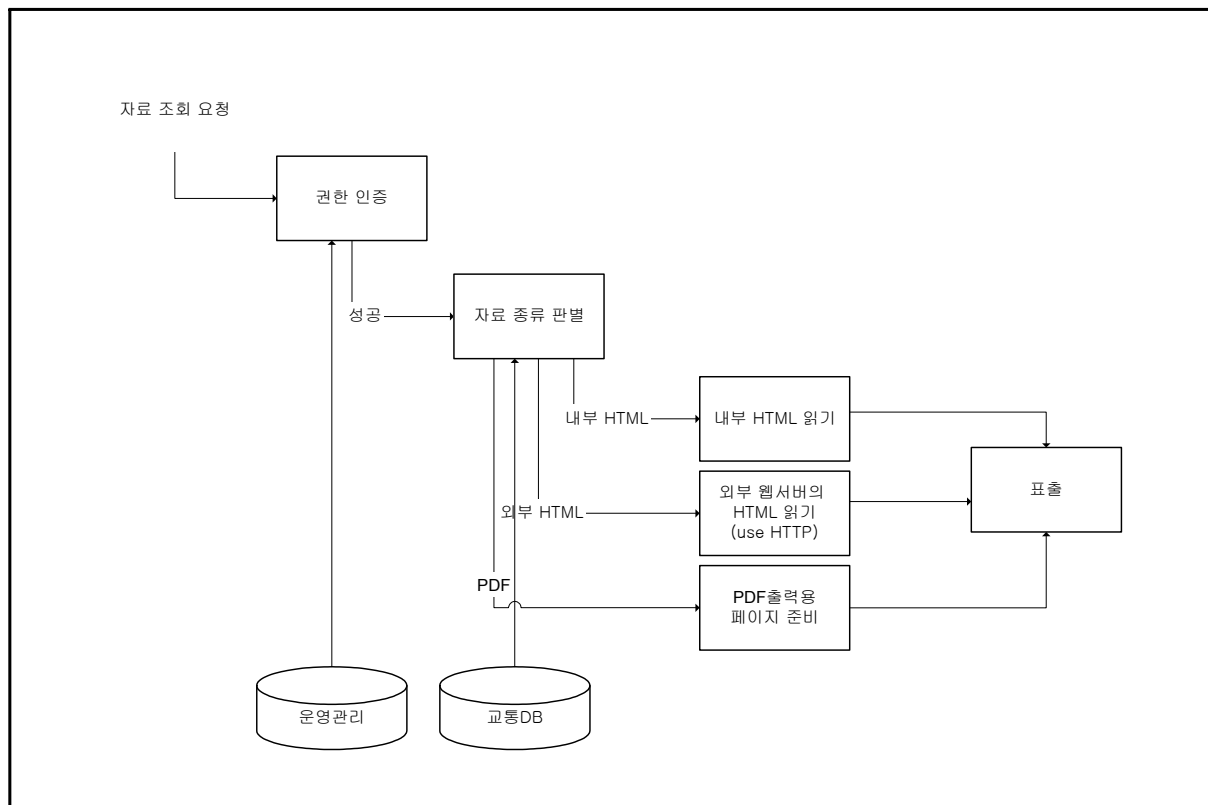 자료 조회 요청
권한 인증
성공
자료 종류 판별
내부 HTML
내부 HTML 읽기
표출
외부 HTML
외부 웹서버의
HTML 읽기
(use HTTP)
PDF
PDF출력용
페이지 준비
운영관리
교통DB